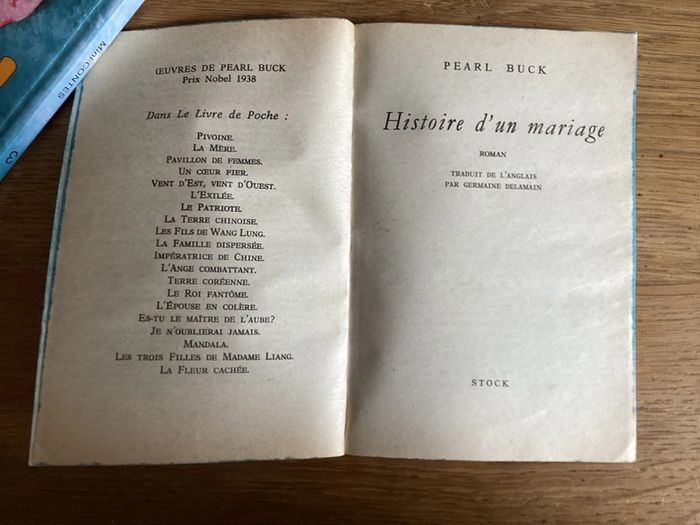 Mini-CONTES
3
ŒUVRES DE PEARL BUCK
Prix Nobel 1938
Dans Le Livre de Poche :
PIVOINE.
LA MÈRE.
PAVILLON DE FEMMES.
UN CŒUR FIER.
VENT D'EST, VENT D'OUEST.
L'EXILÉE.
LE PATRIOTE.
LA TERRE CHINOISE.
LES FILS DE WANG LUNG.
LA FAMILLE DISPERSÉE.
IMPÉRATRICE DE CHINE.
L'ANGE COMBATTANT.
TERRE CORÉENNE.
LE ROI FANTÔME.
L'ÉPOUSE EN COLÈRE.
ES-TU LE MAÎTRE DE L'AUBE?
JE N'OUBLIERAI JAMAIS.
MANDALA.
LES TROIS FILLES DE MADAME LIANG.
LA FLEUR CACHÉE.
PEARL BUCK
Histoire d'un mariage
ROMAN
TRADUIT DE L'ANGLAIS
PAR GERMAINE DELAMAIN
STOCK